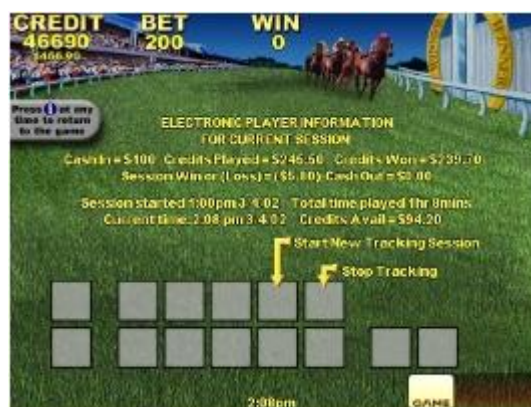 CREDIT BET WIN
46690 200 0
$466.90
Press i at any
time to return
to the game
ELECTRONIC PLAYER INFORMATION
FOR CURRENT SESSION
Cash In = $100 Credits Played = $245.50 Credits Won = $239.70
Session Win or (Loss) = ($5.80) Cash Out = $0.00
Session started 1:00pm 3.4.02 Total time played 1hr 8mins
Current time: 2:08 pm 3.4.02 Credits Avail = $94.20
Start New Tracking Session
Stop Tracking
2:08pm
GAME